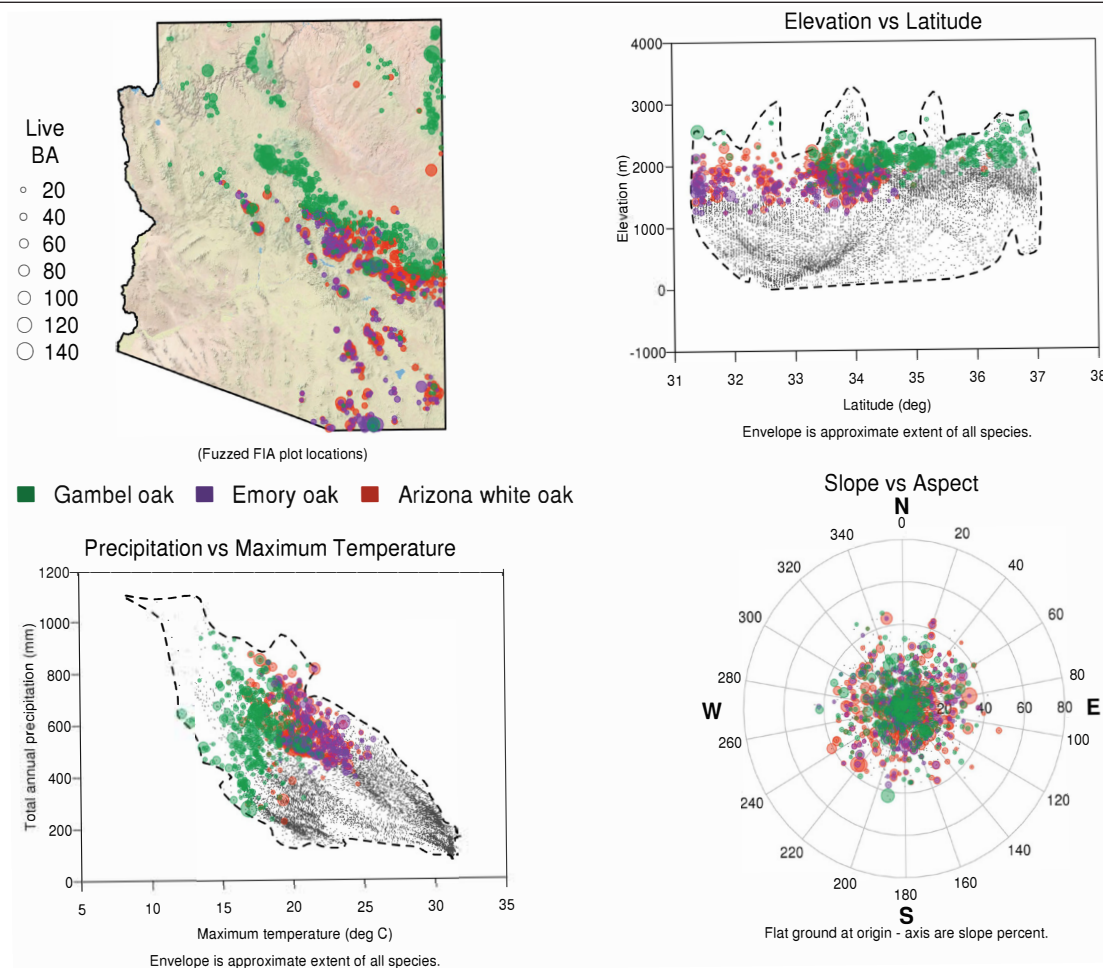 Live
BA
20
40
60
80
100
120
140
(Fuzzed FIA plot locations)
Elevation vs Latitude
4000
3000
2000
1000
0
-1000
Elevation (m)
31
32
33
34
35
36
37
38
Latitude (deg)
Envelope is approximate extent of all species.
Gambel oak
Emory oak
Arizona white oak
Precipitation vs Maximum Temperature
1200
1000
800
600
400
200
0
Total annual precipitation (mm)
5
10
15
20
25
30
35
Maximum temperature (deg C)
Envelope is approximate extent of all species.
Slope vs Aspect
N
0
20
40
60
80
E
100
120
140
160
180
S
200
220
240
260
W
280
300
320
340
20
40
60
80
Flat ground at origin - axis are slope percent.